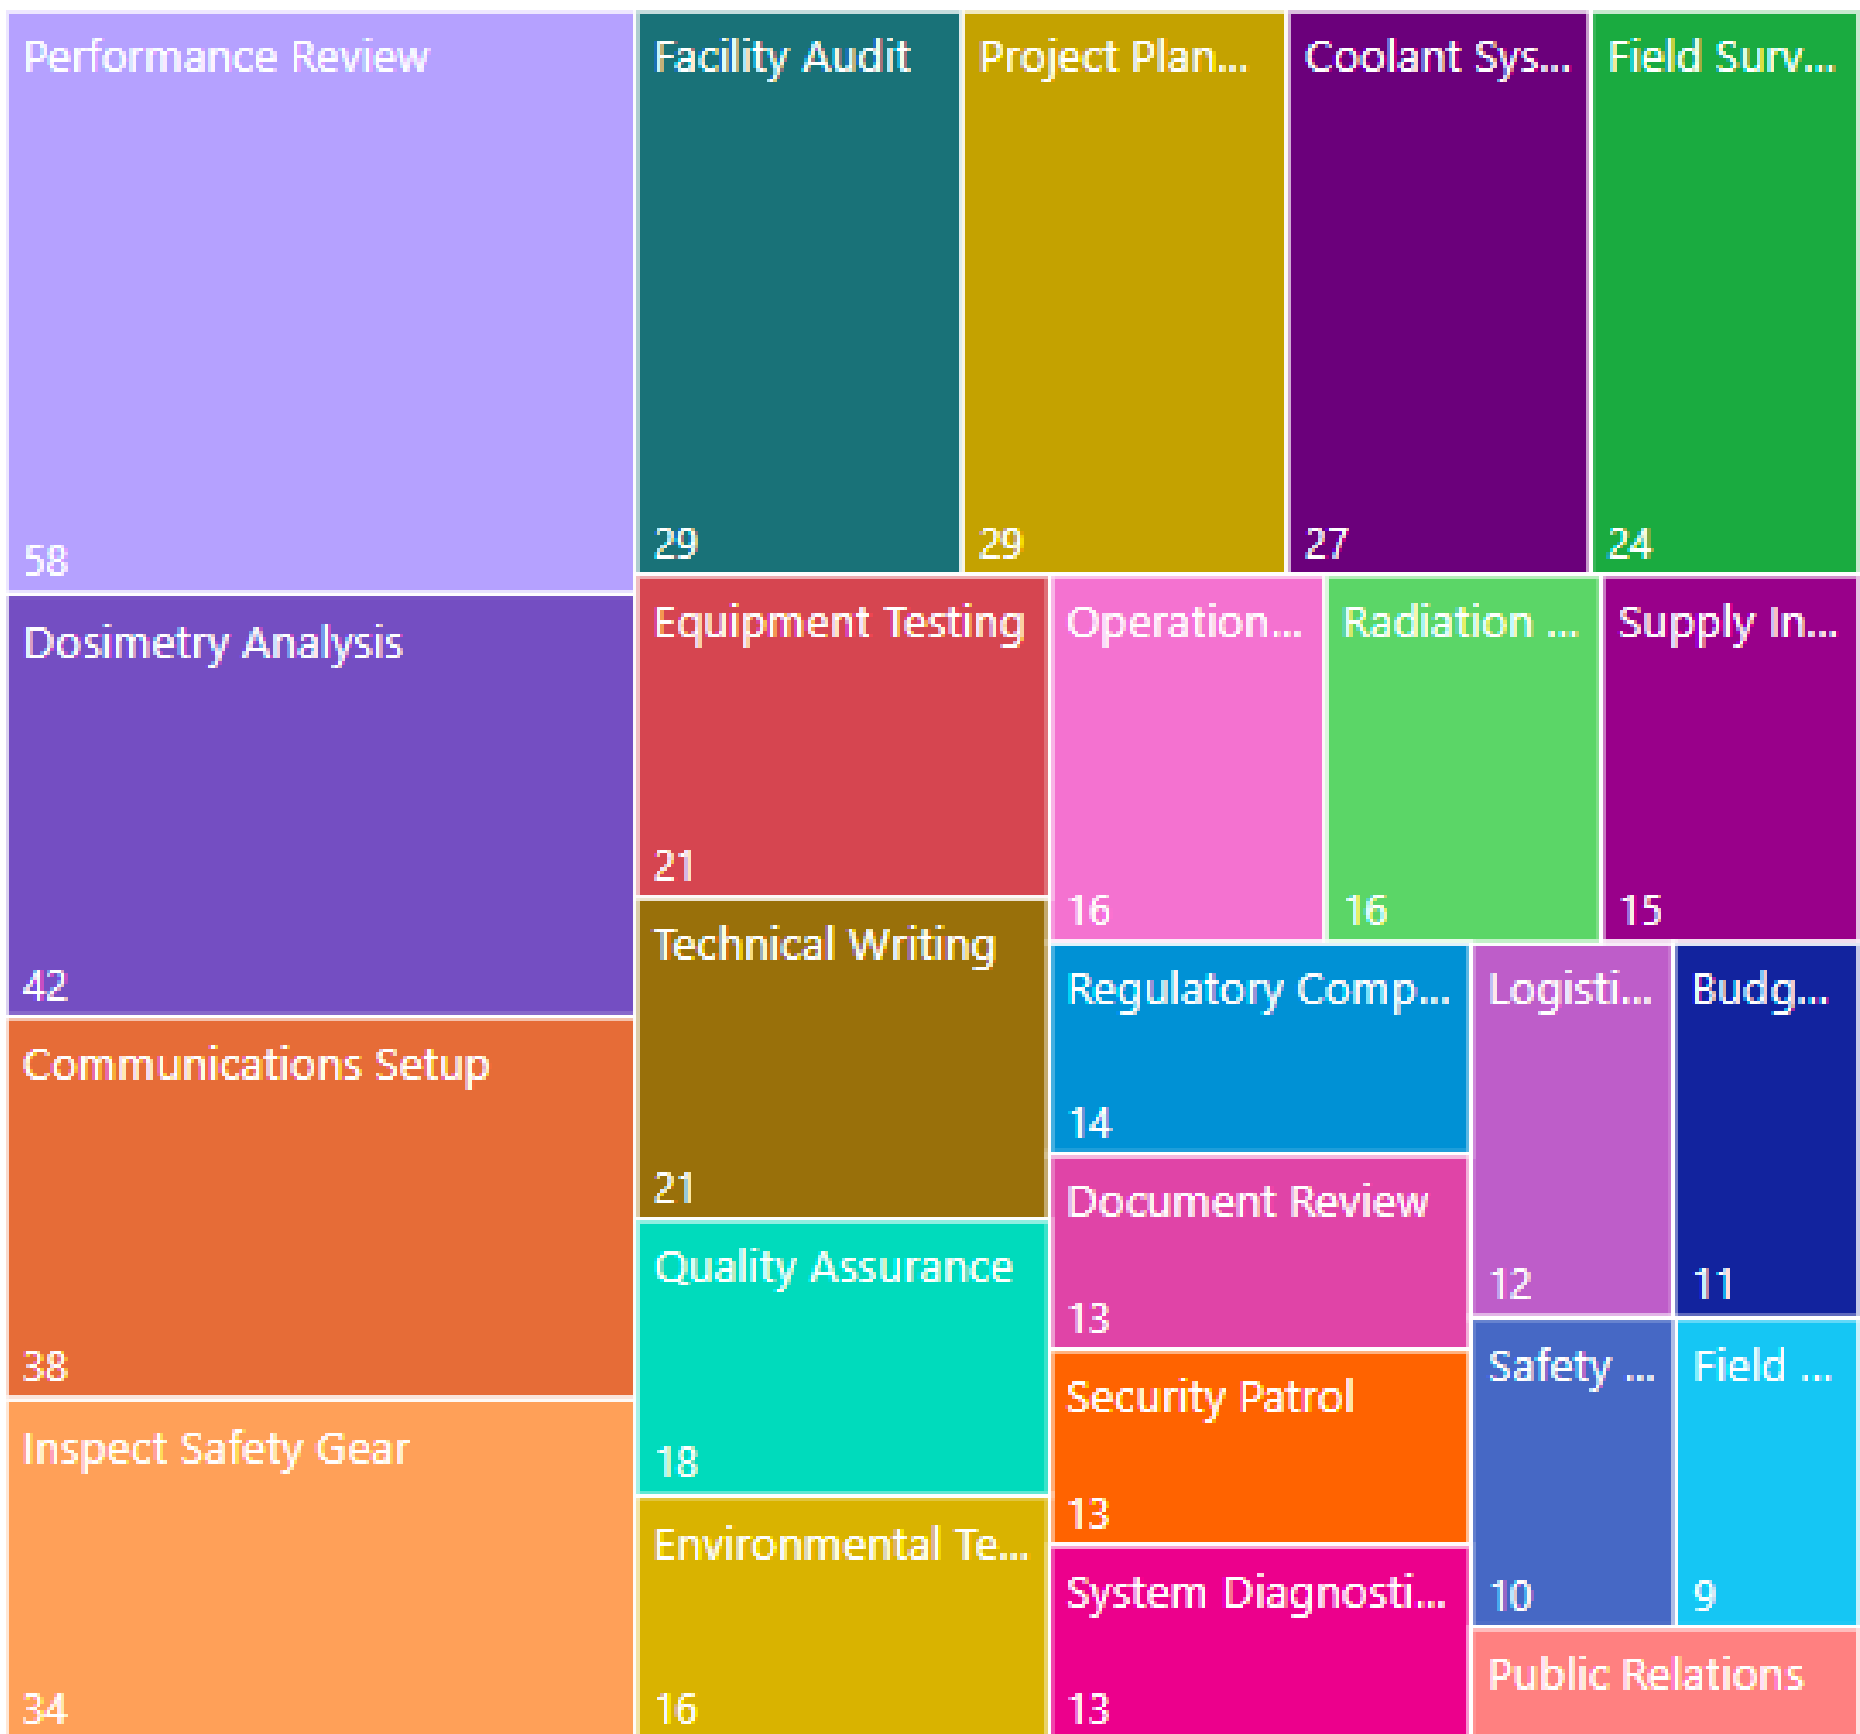 Performance Review
58
Dosimetry Analysis
42
Communications Setup
38
Inspect Safety Gear
34
Facility Audit
29
Project Plan...
29
Coolant Sys...
27
Field Surv...
24
Equipment Testing
21
Technical Writing
21
Quality Assurance
18
Environmental Te...
16
Operation...
16
Radiation ...
16
Supply In...
15
Regulatory Comp...
14
Document Review
13
Security Patrol
13
System Diagnosti...
13
Logisti...
12
Budg...
11
Safety ...
10
Field ...
9
Public Relations